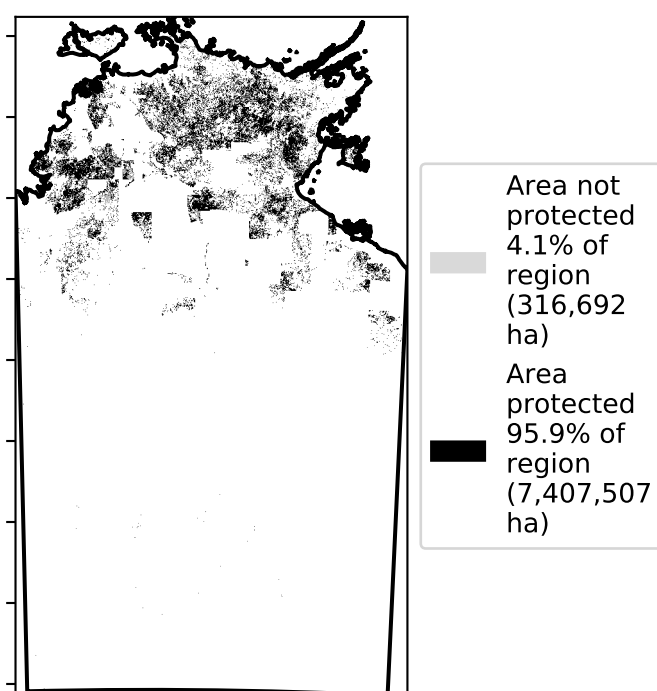 Area not
protected
4.1% of
region
(316,692
ha)
Area
protected
95.9% of
region
(7,407,507
ha)